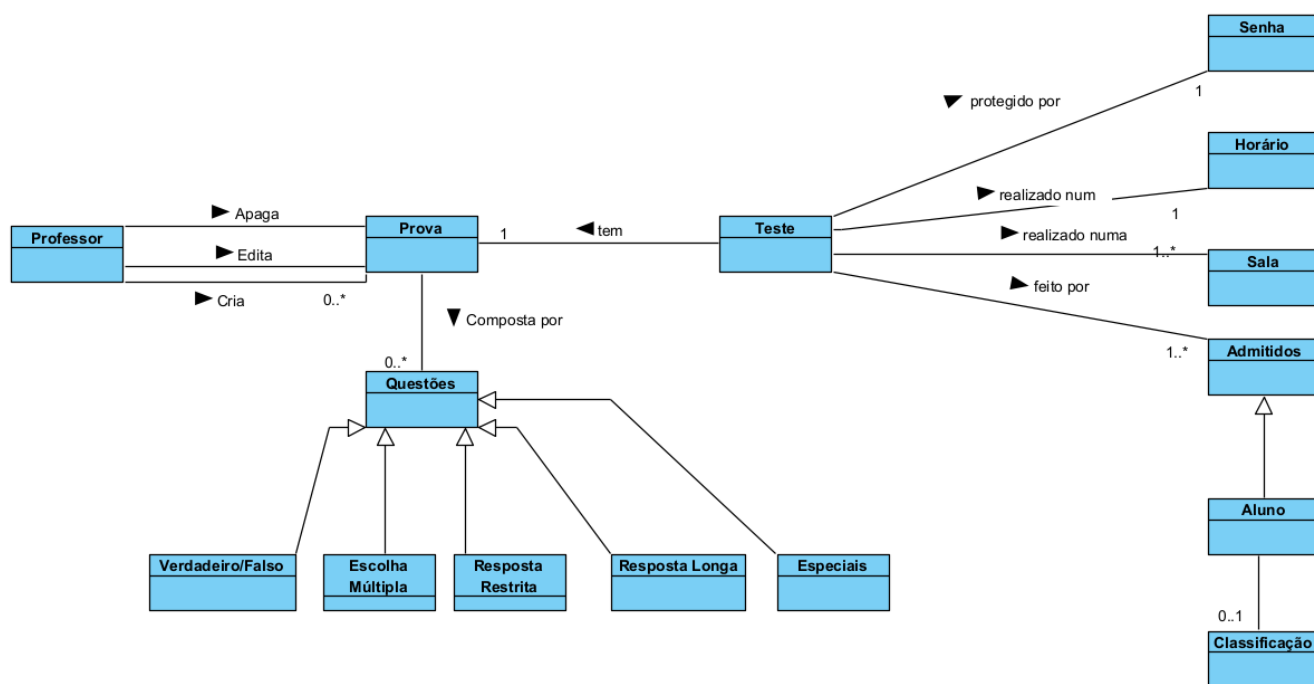 Senha
protegido por
1
Horário
Apaga
realizado num
1
Professor
Prova
1
tem
Teste
realizado numa
Edita
1..*
Sala
Cria
0..*
feito por
Composta por
1..*
Admitidos
0..*
Questões
Aluno
Verdadeiro/Falso
Escolha
Múltipla
Resposta
Restrita
Resposta Longa
Especiais
0..1
Classificação